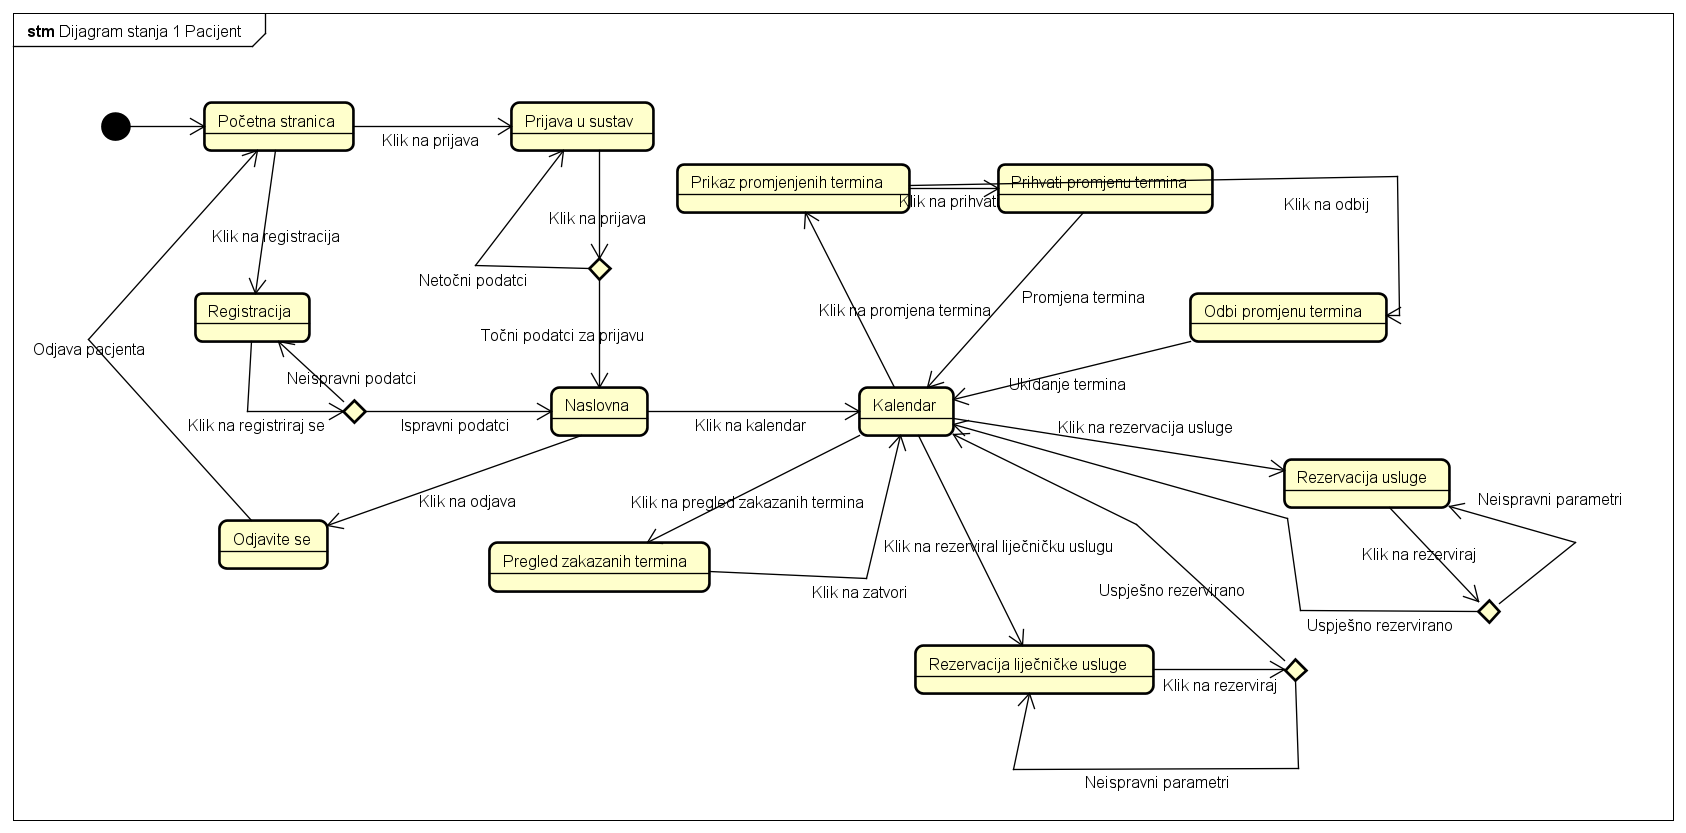 stm Dijagram stanja 1 Pacijent
Početna stranica
Klik na prijava
Prijava u sustav
Prikaz promjenjenih termina
Klik na prihvat
Prihvati promjenu termina
Klik na odbij
Klik na prijava
Klik na registracija
Netočni podatci
Registracija
Klik na promjena termina
Promjena termina
Odbi promjenu termina
Točni podatci za prijavu
Odjava pacjenta
Neispravni podatci
Ukidanje termina
Naslovna
Kalendar
Klik na registriraj se
Ispravni podatci
Klik na kalendar
Klik na rezervacija usluge
Rezervacija usluge
Neispravni parametri
Klik na odjava
Klik na pregled zakazanih termina
Odjavite se
Klik na rezerviral liječničku uslugu
Klik na rezerviraj
Pregled zakazanih termina
Klik na zatvori
Uspješno rezervirano
Uspješno rezervirano
Rezervacija liječničke usluge
Klik na rezerviraj
Neispravni parametri